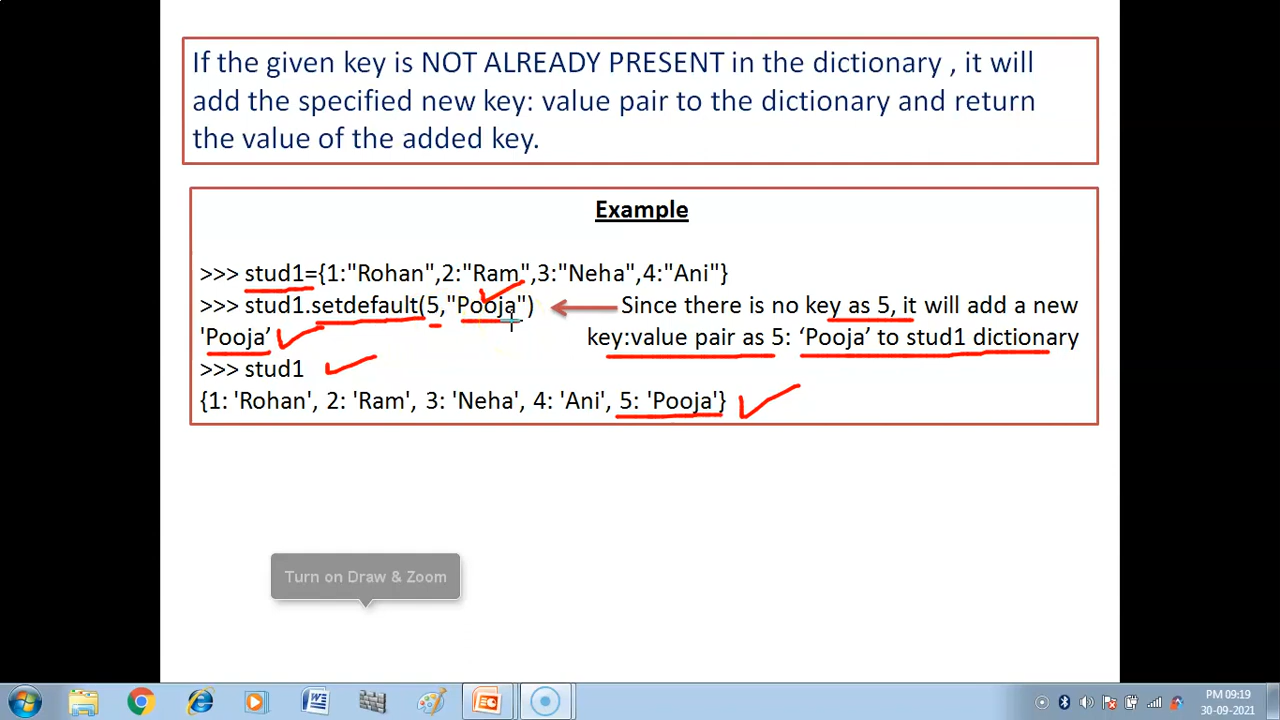 If the given key is NOT ALREADY PRESENT in the dictionary , it will
add the specified new key: value pair to the dictionary and return
the value of the added key.
Example
>>> stud1={1:"Rohan",2:"Ram",3:"Neha",4:"Ani"}
>>> stud1.setdefault(5,"Pooja") Since there is no key as 5, it will add a new
'Pooja’ key:value pair as 5: ‘Pooja’ to stud1 dictionary
>>> stud1
{1: 'Rohan', 2: 'Ram', 3: 'Neha', 4: 'Ani', 5: 'Pooja'}
Turn on Draw & Zoom
PM 09:19
30-09-2021